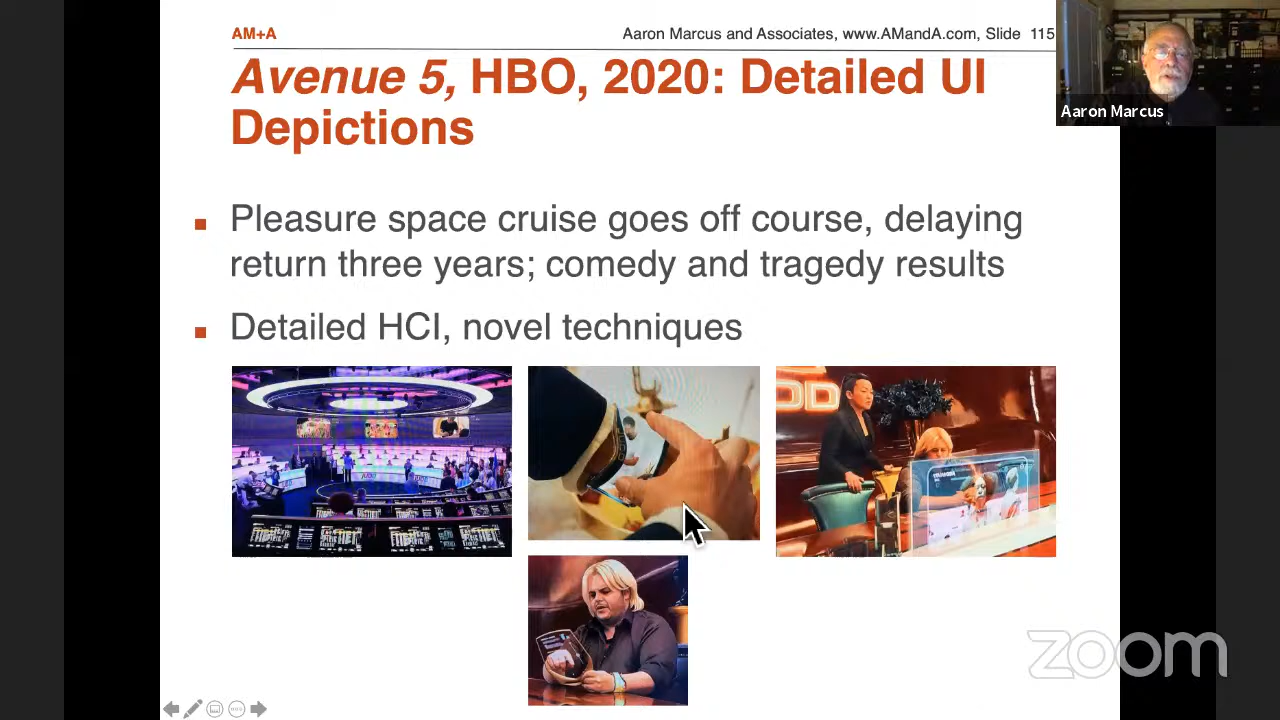 AM+A
Aaron Marcus and Associates, www.AMandA.com, Slide 115
Avenue 5, HBO, 2020: Detailed UI
Depictions
Aaron Marcus
Pleasure space cruise goes off course, delaying
return three years; comedy and tragedy results
Detailed HCI, novel techniques
zoom